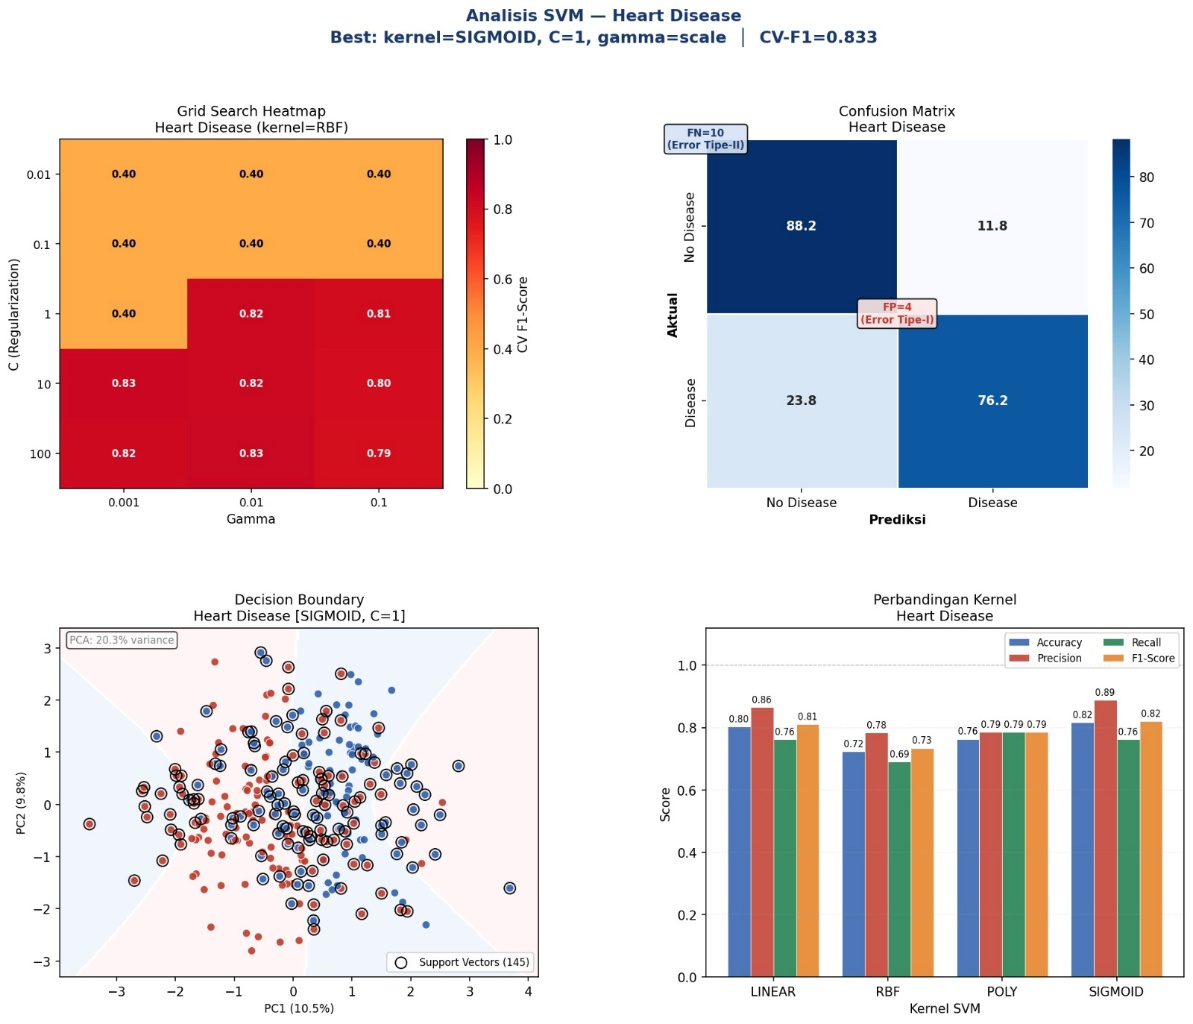 Analisis SVM — Heart Disease
Best: kernel=SIGMOID, C=1, gamma=scale │ CV-F1=0.833
Grid Search Heatmap
Heart Disease (kernel=RBF)
C (Regularization)
0.01
0.40
0.40
0.40
0.1
0.40
0.40
0.40
1
0.40
0.82
0.81
10
0.83
0.82
0.80
100
0.82
0.83
0.79
0.001
0.01
0.1
Gamma
1.0
0.8
0.6
0.4
0.2
0.0
CV F1-Score
Confusion Matrix
Heart Disease
FN=10
(Error Tipe-II)
Aktual
No Disease
88.2
11.8
FP=4
(Error Tipe-I)
Disease
23.8
76.2
No Disease
Disease
Prediksi
80
70
60
50
40
30
20
Decision Boundary
Heart Disease [SIGMOID, C=1]
PCA: 20.3% variance
PC2 (9.8%)
3
2
1
0
−1
−2
−3
Support Vectors (145)
−3
−2
−1
0
1
2
3
4
PC1 (10.5%)
Perbandingan Kernel
Heart Disease
Accuracy
Precision
Recall
F1-Score
Score
1.0
0.8
0.6
0.4
0.2
0.0
0.80
0.86
0.76
0.81
0.72
0.78
0.69
0.73
0.76
0.79
0.79
0.79
0.82
0.89
0.76
0.82
LINEAR
RBF
POLY
SIGMOID
Kernel SVM